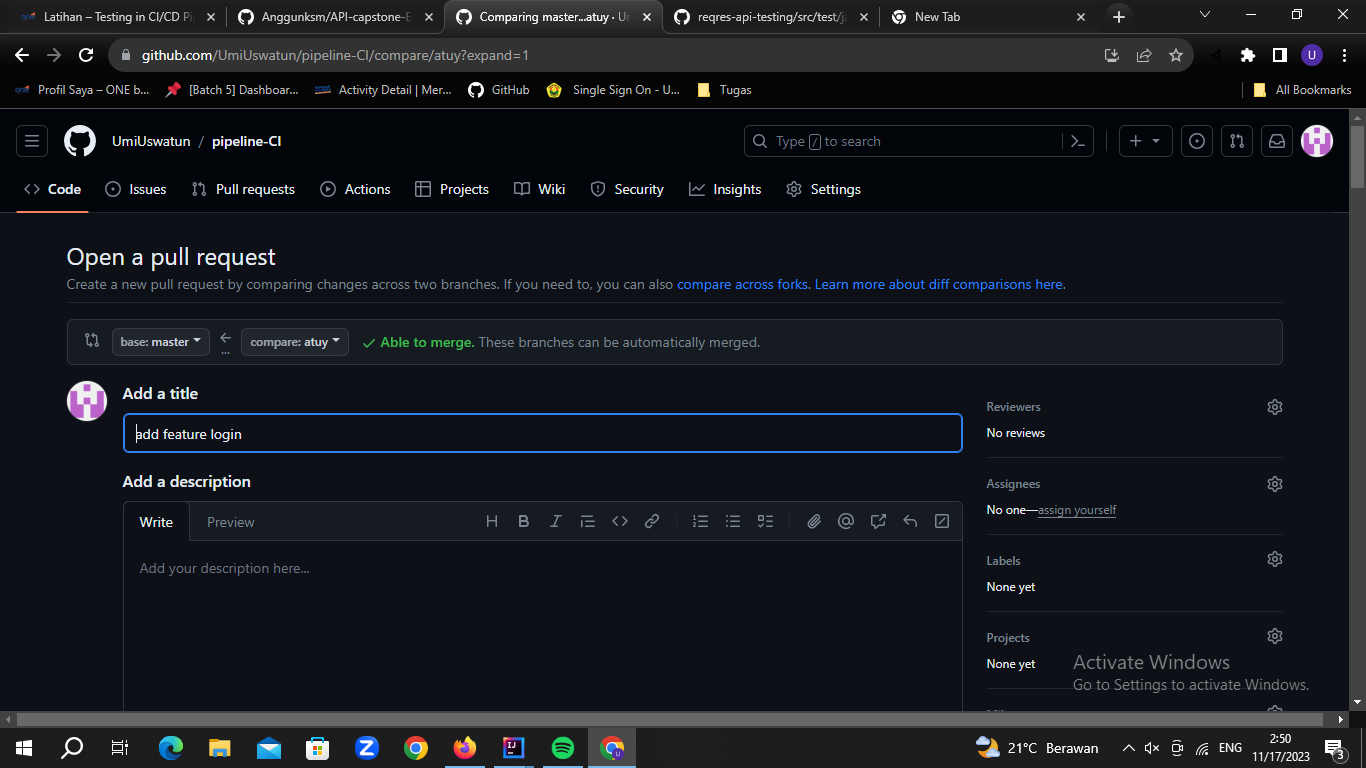 Latihan – Testing in CI/CD Pi
Anggunksm/API-capstone-E
Comparing master...atuy · Ur
reqres-api-testing/src/test/ja
New Tab
github.com/UmiUswatun/pipeline-CI/compare/atuy?expand=1
U
Profil Saya – ONE b...
[Batch 5] Dashboar...
Activity Detail | Mer...
GitHub
Single Sign On - U...
Tugas
All Bookmarks
UmiUswatun / pipeline-CI
Type / to search
Code
Issues
Pull requests
Actions
Projects
Wiki
Security
Insights
Settings
Open a pull request
Create a new pull request by comparing changes across two branches. If you need to, you can also compare across forks. Learn more about diff comparisons here.
base: master
...
compare: atuy
Able to merge. These branches can be automatically merged.
Add a title
add feature login
Add a description
Write
Preview
Add your description here...
Reviewers
No reviews
Assignees
No one—assign yourself
Labels
None yet
Projects
None yet
Activate Windows
Go to Settings to activate Windows.
21°C Berawan
ENG
2:50
11/17/2023
3